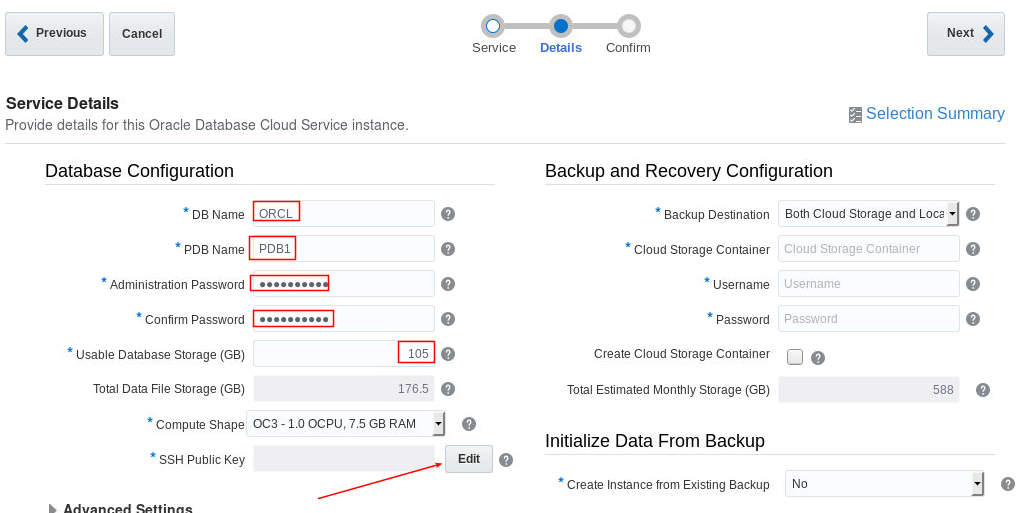 Previous
Cancel
Service
Details
Confirm
Next
Service Details
Provide details for this Oracle Database Cloud Service instance.
Selection Summary
Database Configuration
* DB Name ORCL ?
* PDB Name PDB1 ?
* Administration Password ●●●●●●●●●● ?
* Confirm Password ●●●●●●●●●● ?
* Usable Database Storage (GB) 105 ?
Total Data File Storage (GB) 176.5 ?
* Compute Shape OC3 - 1.0 OCPU, 7.5 GB RAM ?
* SSH Public Key Edit ?
Advanced Settings
Backup and Recovery Configuration
* Backup Destination Both Cloud Storage and Loca ?
* Cloud Storage Container Cloud Storage Container ?
* Username Username ?
* Password Password ?
Create Cloud Storage Container ?
Total Estimated Monthly Storage (GB) 588 ?
Initialize Data From Backup
* Create Instance from Existing Backup No ?